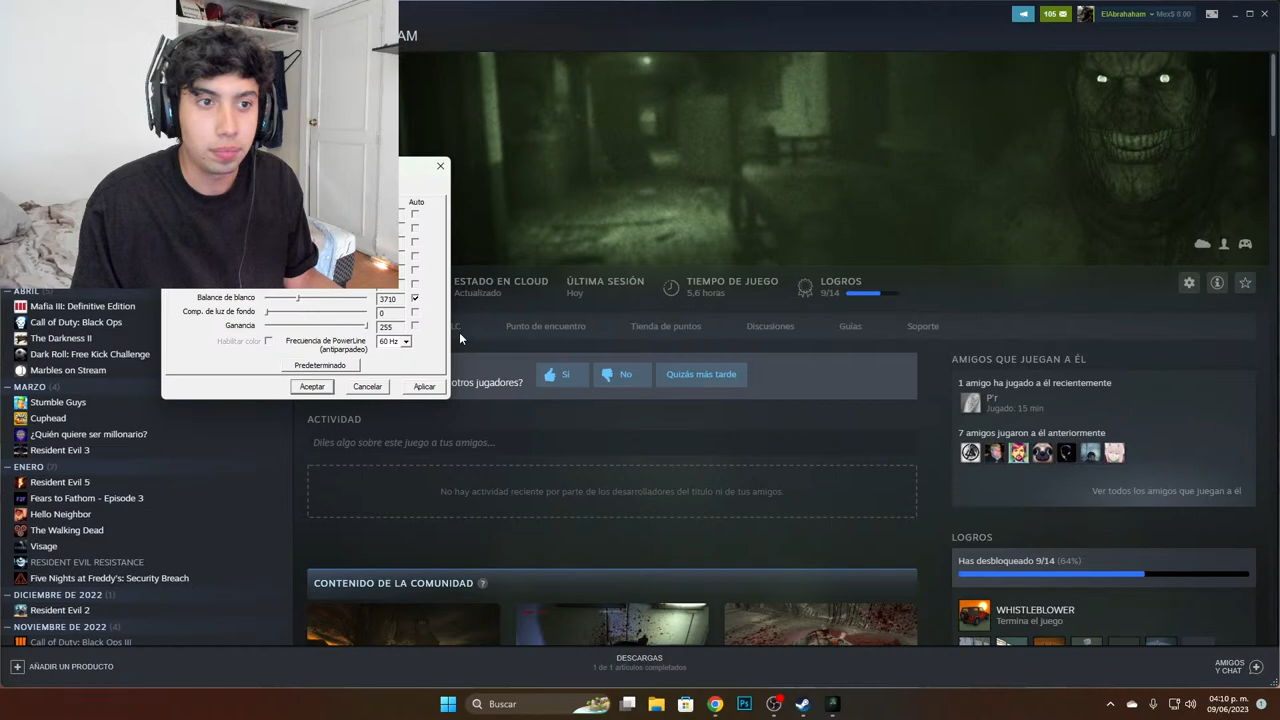 105
ElAbrahaham
Mex$ 8.00
AM
Auto
ESTADO EN CLOUD
Actualizado
ÚLTIMA SESIÓN
Hoy
TIEMPO DE JUEGO
5,6 horas
LOGROS
9/14
LC
Punto de encuentro
Tienda de puntos
Discusiones
Guías
Soporte
ABRIL (5)
Mafia III: Definitive Edition
Call of Duty: Black Ops
The Darkness II
Dark Roll: Free Kick Challenge
Marbles on Stream
MARZO (4)
Stumble Guys
Cuphead
¿Quién quiere ser millonario?
Resident Evil 3
ENERO (7)
Resident Evil 5
Fears to Fathom - Episode 3
Hello Neighbor
The Walking Dead
Visage
RESIDENT EVIL RESISTANCE
Five Nights at Freddy's: Security Breach
DICIEMBRE DE 2022 (1)
Resident Evil 2
NOVIEMBRE DE 2022 (4)
Call of Duty: Black Ops III
Balance de blanco
3710
Comp. de luz de fondo
0
Ganancia
255
Habilitar color
Frecuencia de PowerLine
(antiparpadeo)
60 Hz
Predeterminado
Aceptar
Cancelar
Aplicar
otros jugadores?
Sí
No
Quizás más tarde
ACTIVIDAD
Diles algo sobre este juego a tus amigos...
No hay actividad reciente por parte de los desarrolladores del título ni de tus amigos.
CONTENIDO DE LA COMUNIDAD ?
AMIGOS QUE JUEGAN A ÉL
1 amigo ha jugado a él recientemente
P'r
Jugado: 15 min
7 amigos jugaron a él anteriormente
Ver todos los amigos que juegan a él
LOGROS
Has desbloqueado 9/14 (64%)
WHISTLEBLOWER
Termina el juego
AÑADIR UN PRODUCTO
DESCARGAS
1 de 1 artículos completados
AMIGOS
Y CHAT
Buscar
Ps
04:10 p. m.
09/06/2023